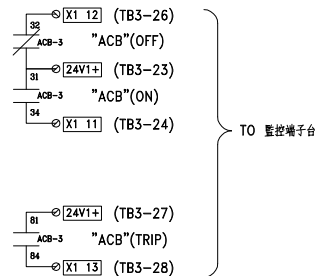 X1 12 (TB3-26)
32
ACB-3 "ACB"(OFF)
24V1+ (TB3-23)
31
ACB-3 "ACB"(ON)
34
X1 11 (TB3-24)
TO 監控端子台
24V1+ (TB3-27)
81
ACB-3 "ACB"(TRIP)
84
X1 13 (TB3-28)